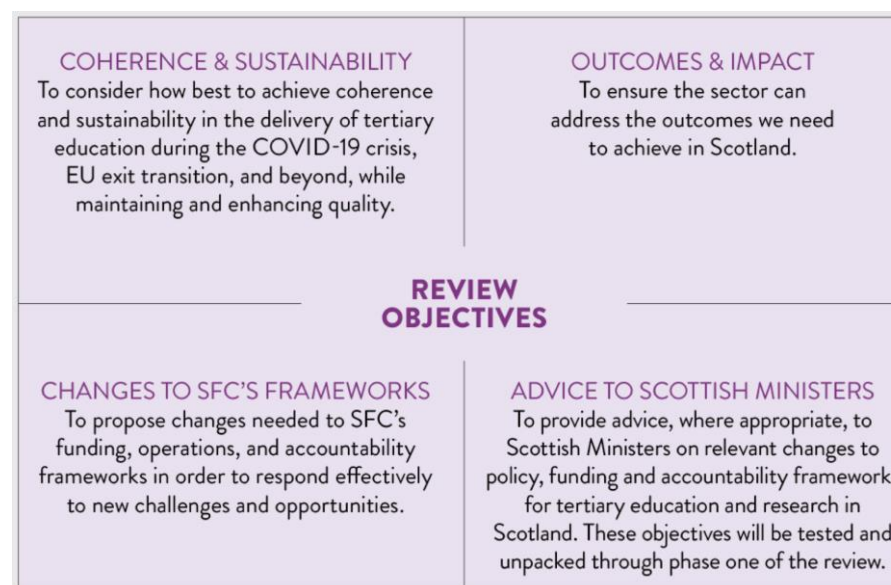 COHERENCE & SUSTAINABILITY
To consider how best to achieve coherence
and sustainability in the delivery of tertiary
education during the COVID-19 crisis,
EU exit transition, and beyond, while
maintaining and enhancing quality.
OUTCOMES & IMPACT
To ensure the sector can
address the outcomes we need
to achieve in Scotland.
REVIEW
OBJECTIVES
CHANGES TO SFC'S FRAMEWORKS
To propose changes needed to SFC's
funding, operations, and accountability
frameworks in order to respond effectively
to new challenges and opportunities.
ADVICE TO SCOTTISH MINISTERS
To provide advice, where appropriate, to
Scottish Ministers on relevant changes to
policy, funding and accountability framework
for tertiary education and research in
Scotland. These objectives will be tested and
unpacked through phase one of the review.